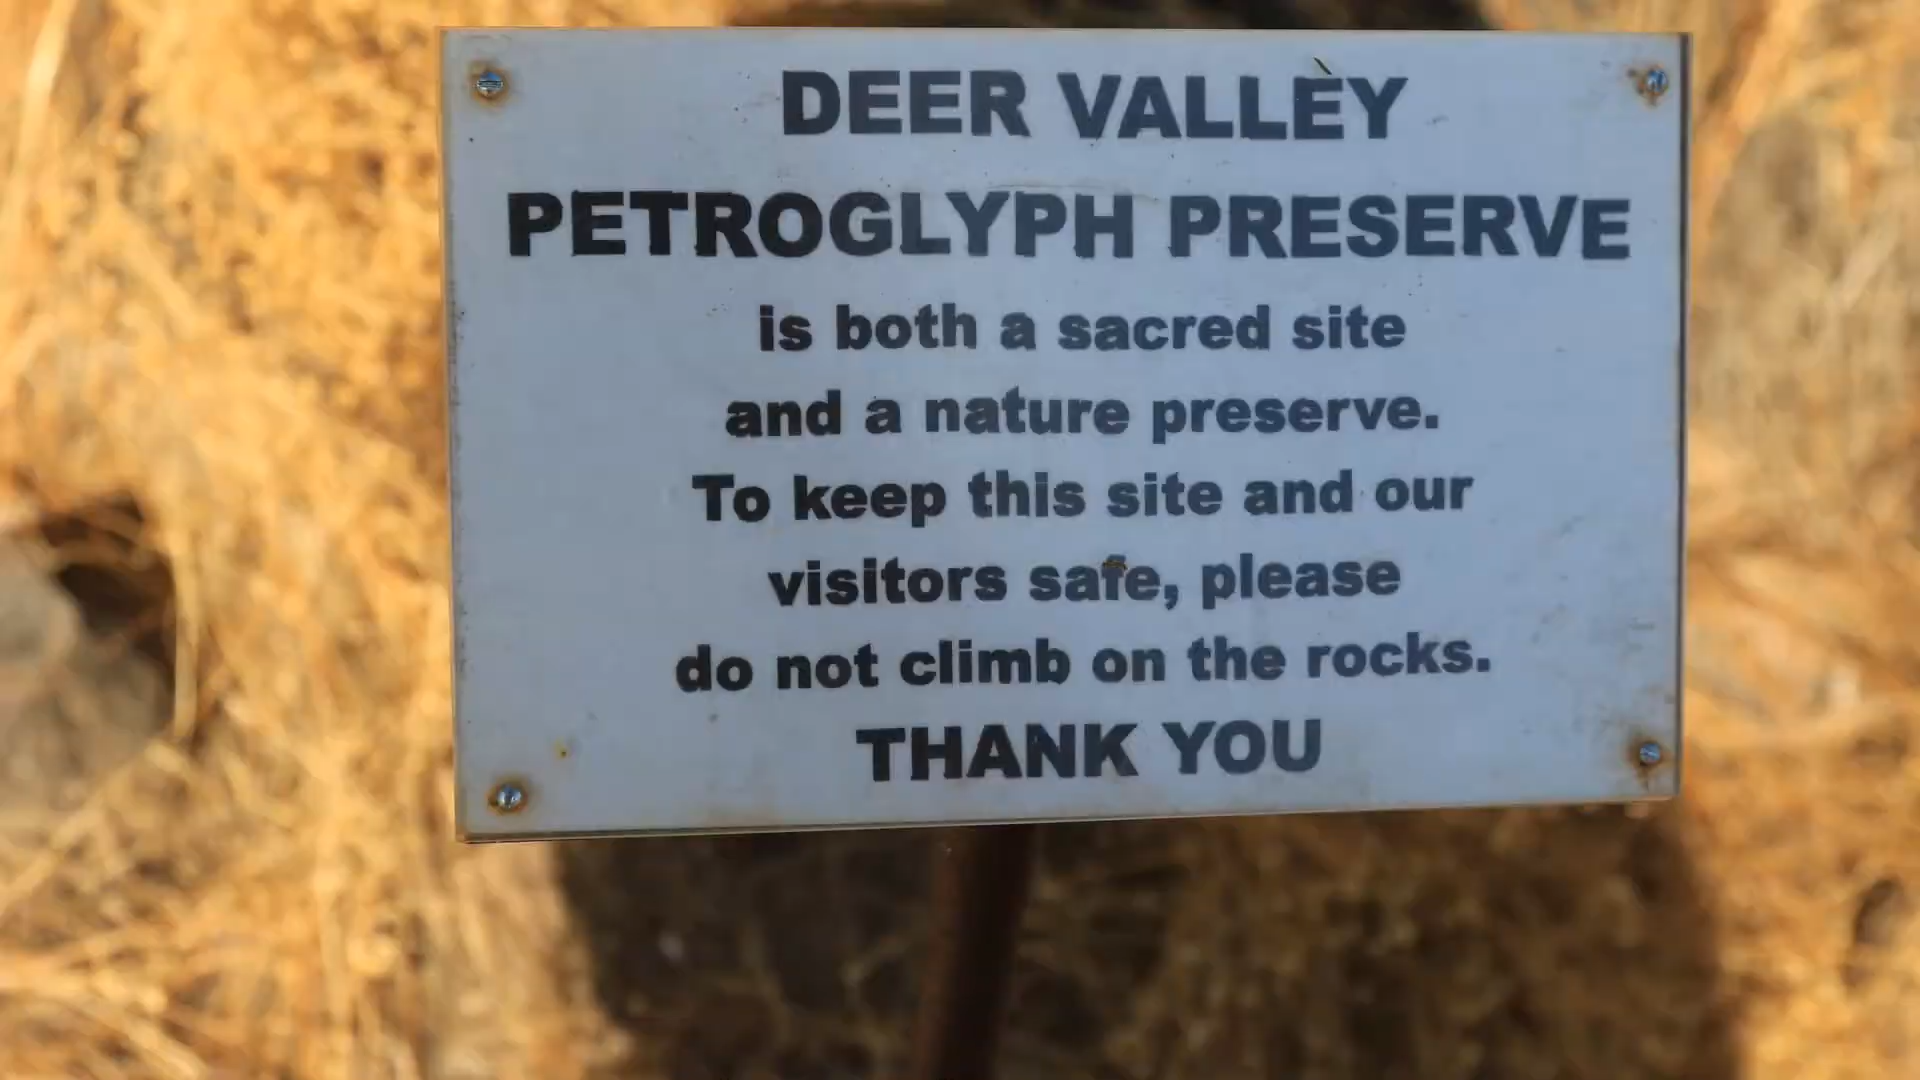 DEER VALLEY
PETROGLYPH PRESERVE
is both a sacred site
and a nature preserve.
To keep this site and our
visitors safe, please
do not climb on the rocks.
THANK YOU